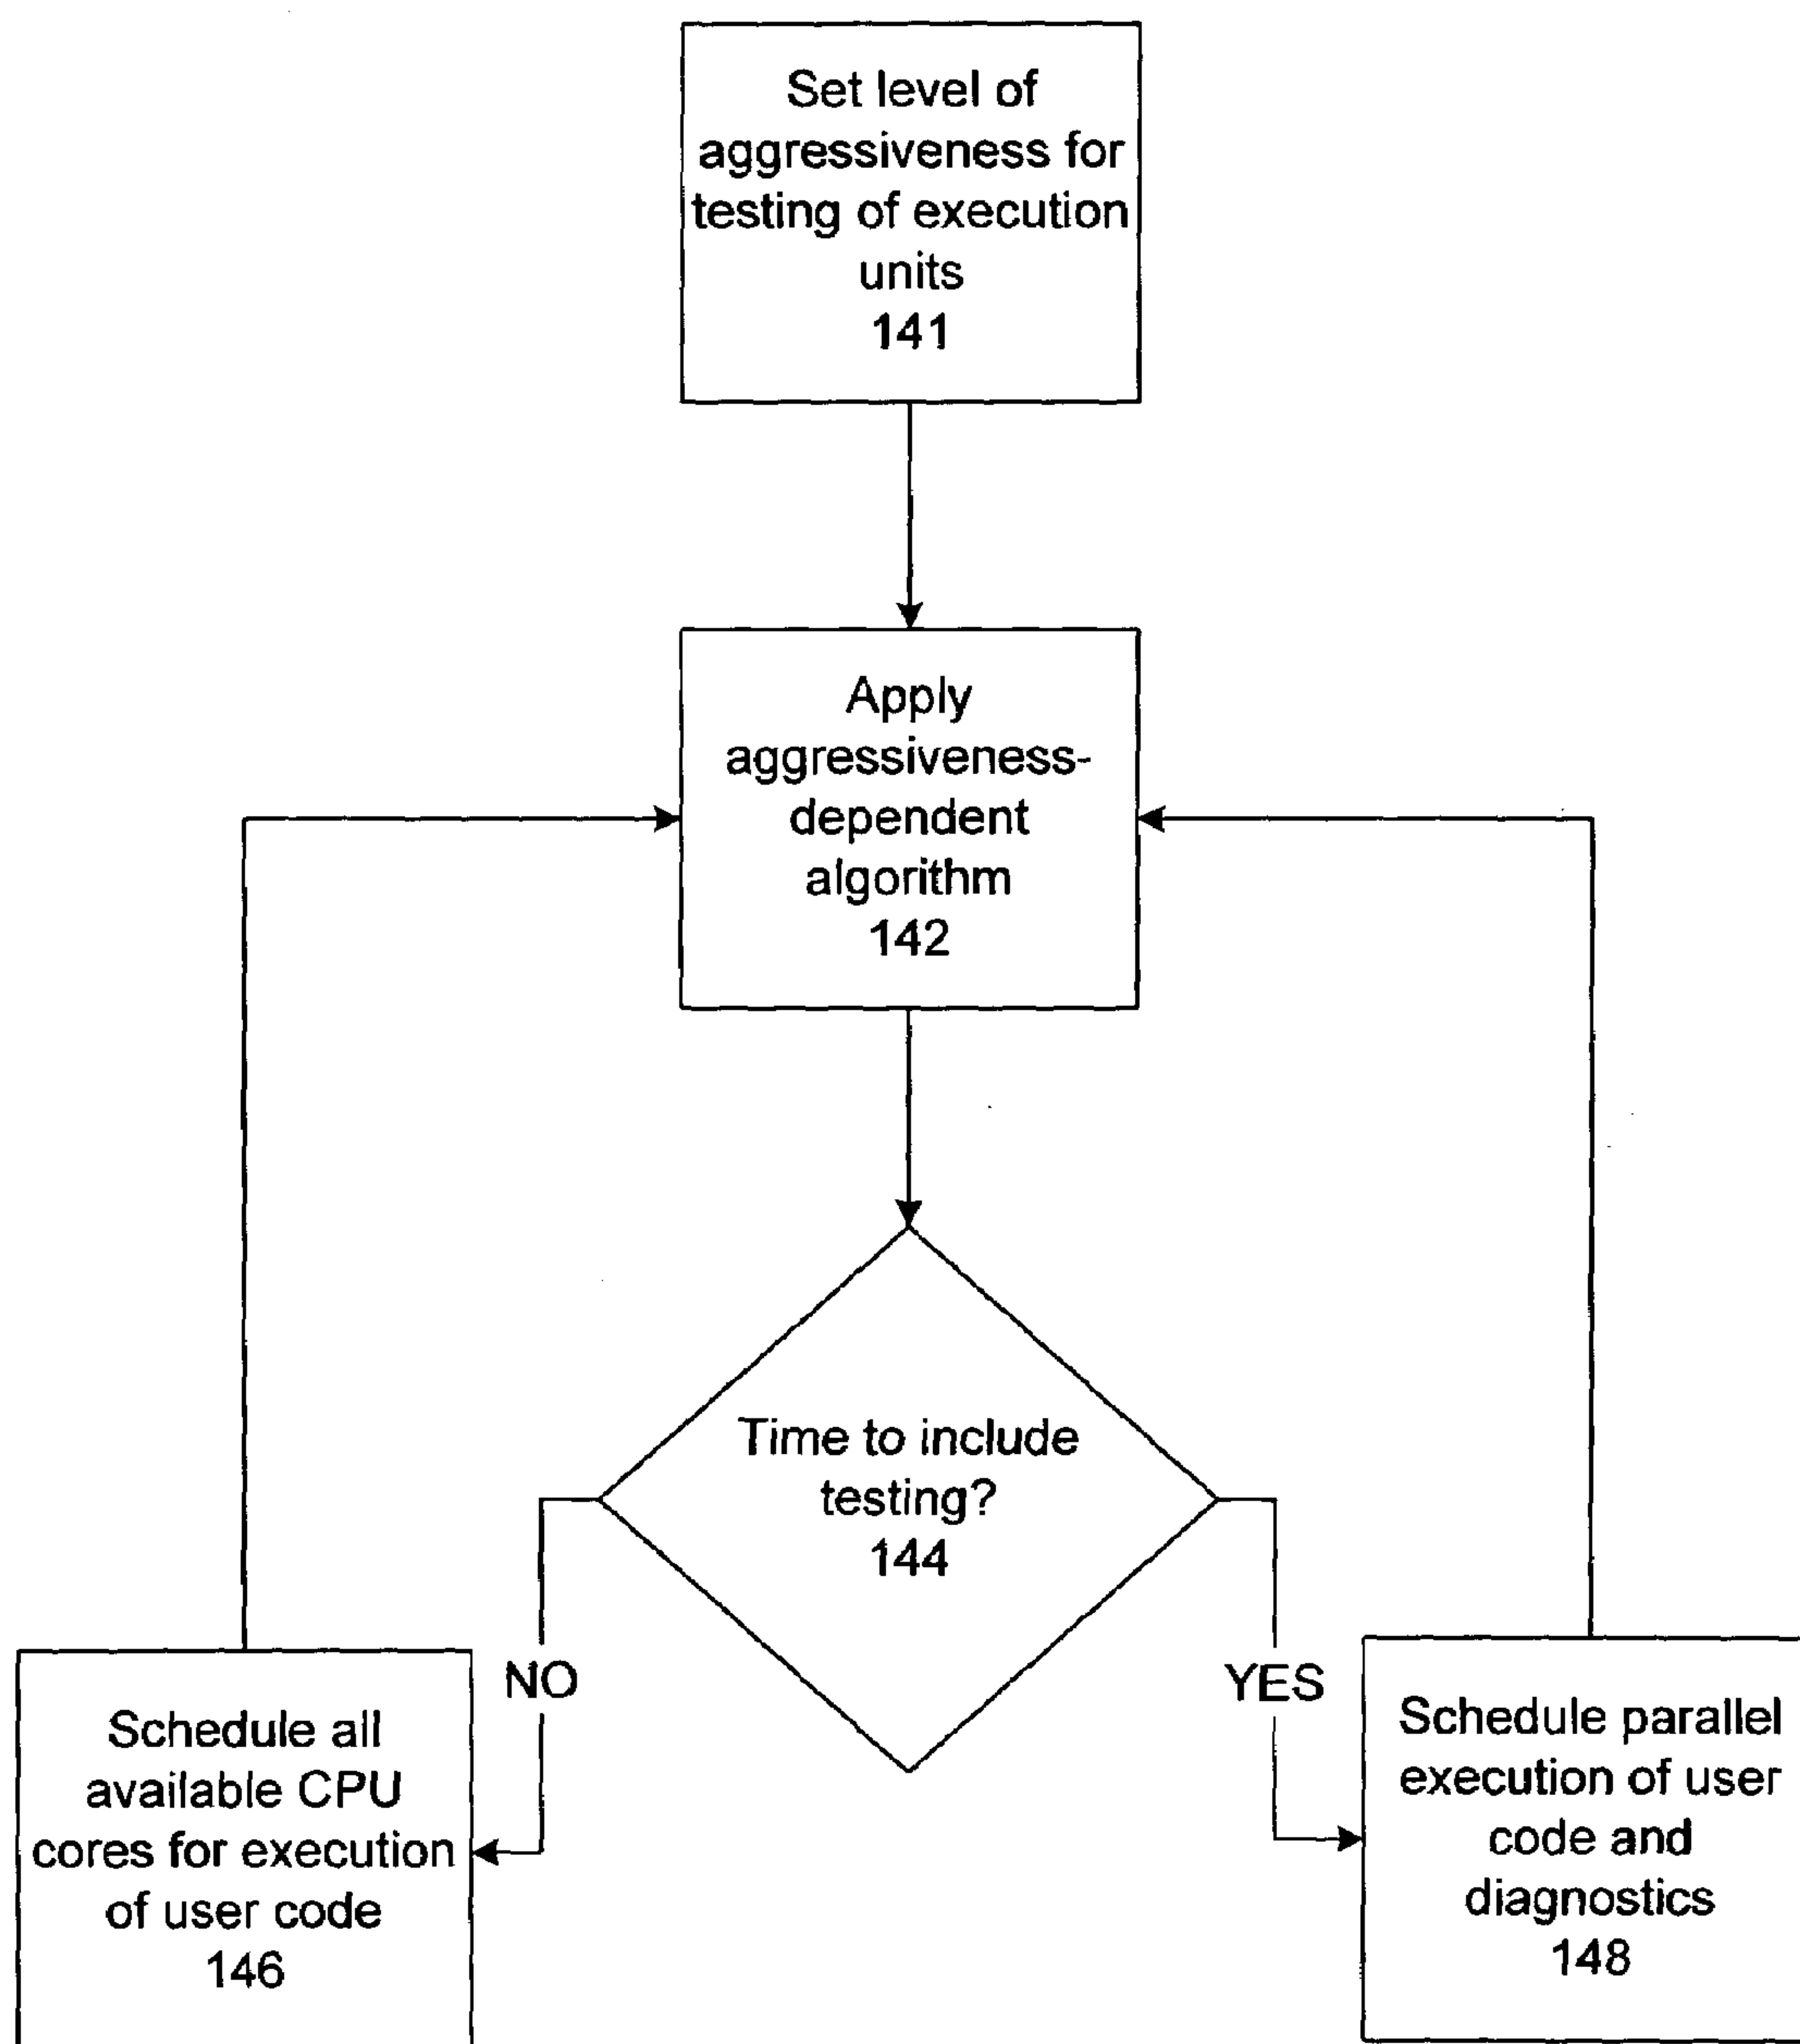 Set level of
aggressiveness for
testing of execution
units
141
Apply
aggressiveness-
dependent
algorithm
142
Time to include
testing?
144
NO
YES
Schedule all
available CPU
cores for execution
of user code
146
Schedule parallel
execution of user
code and
diagnostics
148